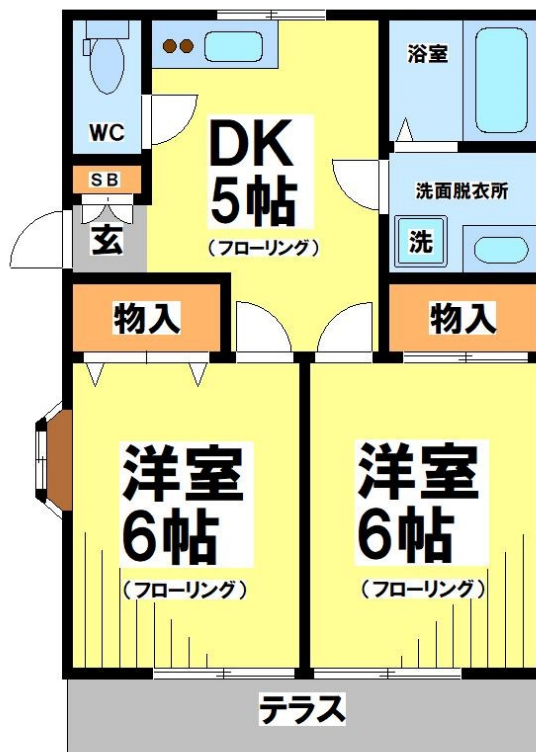 浴室
WC
DK
5帖
(フローリング)
SB
洗面脱衣所
玄
洗
物入
物入
洋室
6帖
(フローリング)
洋室
6帖
(フローリング)
テラス